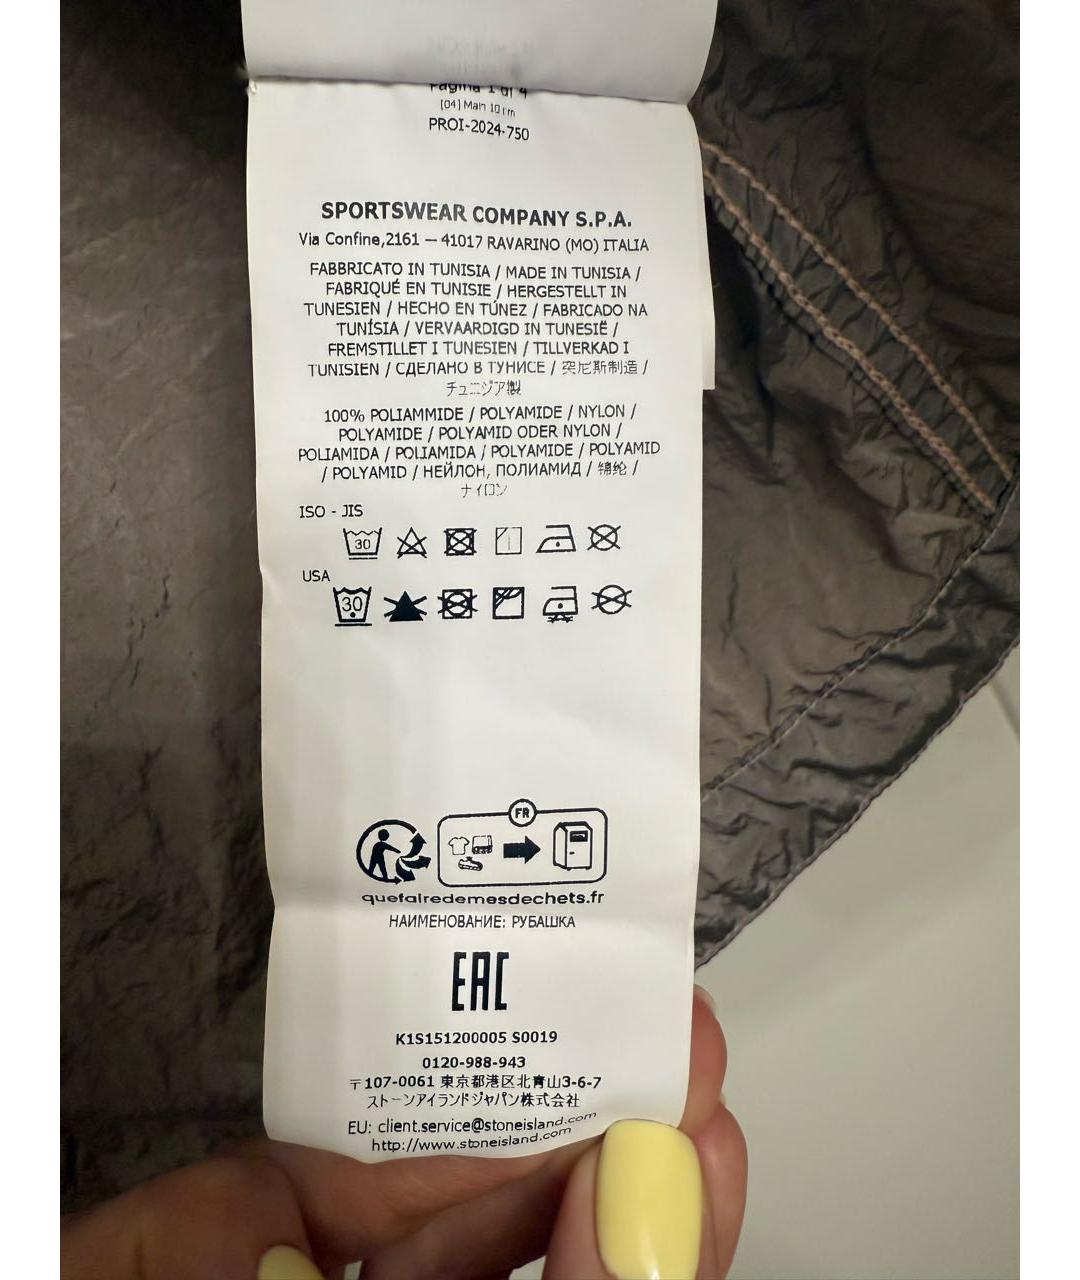 Pagina 1 di 4
[04] Main 10
PROI-2024-750
SPORTSWEAR COMPANY S.P.A.
Via Confine,2161 – 41017 RAVARINO (MO) ITALIA
FABBRICATO IN TUNISIA / MADE IN TUNISIA /
FABRIQUÉ EN TUNISIE / HERGESTELLT IN
TUNESIEN / HECHO EN TÚNEZ / FABRICADO NA
TUNÍSIA / VERVAARDIGD IN TUNESIË /
FREMSTILLET I TUNESIEN / TILLVERKAD I
TUNISIEN / СДЕЛАНО В ТУНИСЕ / 突尼斯制造 /
チュニジア製
100% POLIAMMIDE / POLYAMIDE / NYLON /
POLYAMIDE / POLYAMID ODER NYLON /
POLIAMIDA / POLIAMIDA / POLYAMIDE / POLYAMID
/ POLYAMID / НЕЙЛОН, ПОЛИАМИД / 锦纶 /
ナイロン
ISO - JIS
30
USA
30
FR
quefairedemesdechets.fr
НАИМЕНОВАНИЕ: РУБАШКА
EAC
K1S151200005 S0019
0120-988-943
〒107-0061 東京都港区北青山3-6-7
ストーンアイランドジャパン株式会社
EU: client.service@stoneisland.com
http://www.stoneisland.com